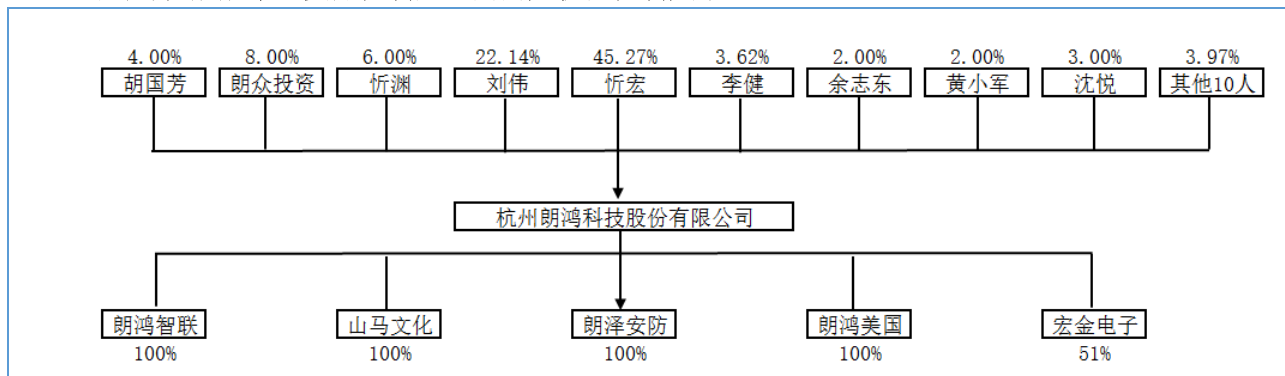 4.00% 8.00% 6.00% 22.14% 45.27% 3.62% 2.00% 2.00% 3.00% 3.97%
胡国芳 朗众投资 忻渊 刘伟 忻宏 李健 余志东 黄小军 沈悦 其他10人
杭州朗鸿科技股份有限公司
朗鸿智联 山马文化 朗泽安防 朗鸿美国 宏金电子
100% 100% 100% 100% 51%